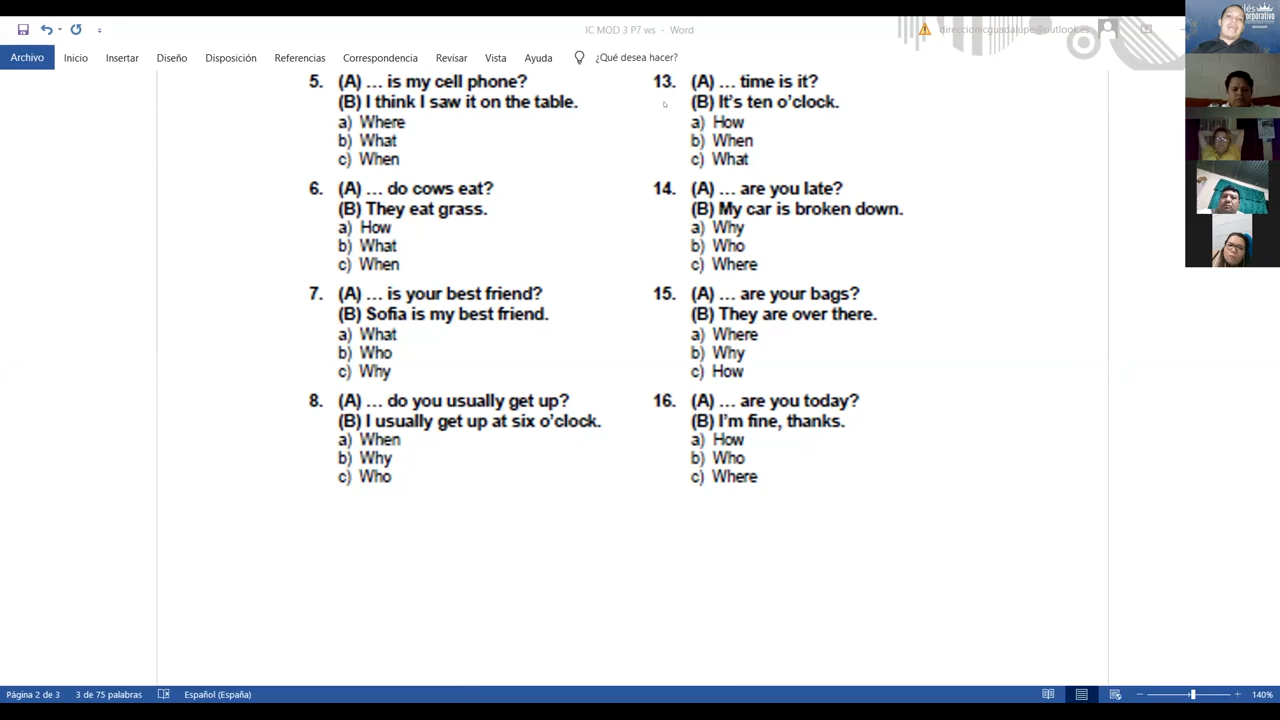 IC MOD 3 P7 ws - Word
direccionicguadalupe@outlook.es
Archivo Inicio Insertar Diseño Disposición Referencias Correspondencia Revisar Vista Ayuda ¿Qué desea hacer?
5. (A) … is my cell phone?
(B) I think I saw it on the table.
a) Where
b) What
c) When
6. (A) … do cows eat?
(B) They eat grass.
a) How
b) What
c) When
7. (A) … is your best friend?
(B) Sofia is my best friend.
a) What
b) Who
c) Why
8. (A) … do you usually get up?
(B) I usually get up at six o’clock.
a) When
b) Why
c) Who
13. (A) … time is it?
(B) It’s ten o’clock.
a) How
b) When
c) What
14. (A) … are you late?
(B) My car is broken down.
a) Why
b) Who
c) Where
15. (A) … are your bags?
(B) They are over there.
a) Where
b) Why
c) How
16. (A) … are you today?
(B) I’m fine, thanks.
a) How
b) Who
c) Where
Página 2 de 3 3 de 75 palabras Español (España) 140%